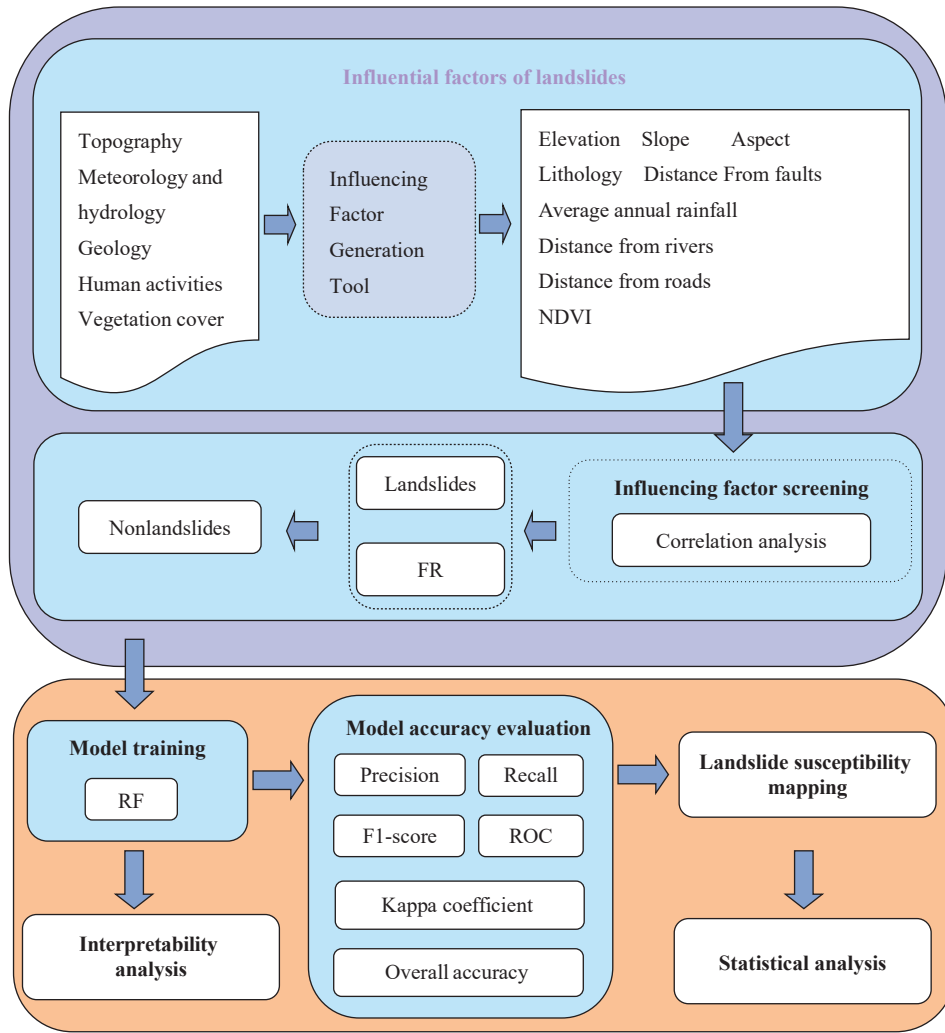 Influential factors of landslides
Topography
Meteorology and
hydrology
Geology
Human activities
Vegetation cover
Influencing
Factor
Generation
Tool
Elevation Slope Aspect
Lithology Distance From faults
Average annual rainfall
Distance from rivers
Distance from roads
NDVI
Influencing factor screening
Correlation analysis
Landslides
FR
Nonlandslides
Model training
RF
Interpretability
analysis
Model accuracy evaluation
Precision Recall
F1-score ROC
Kappa coefficient
Overall accuracy
Landslide susceptibility
mapping
Statistical analysis